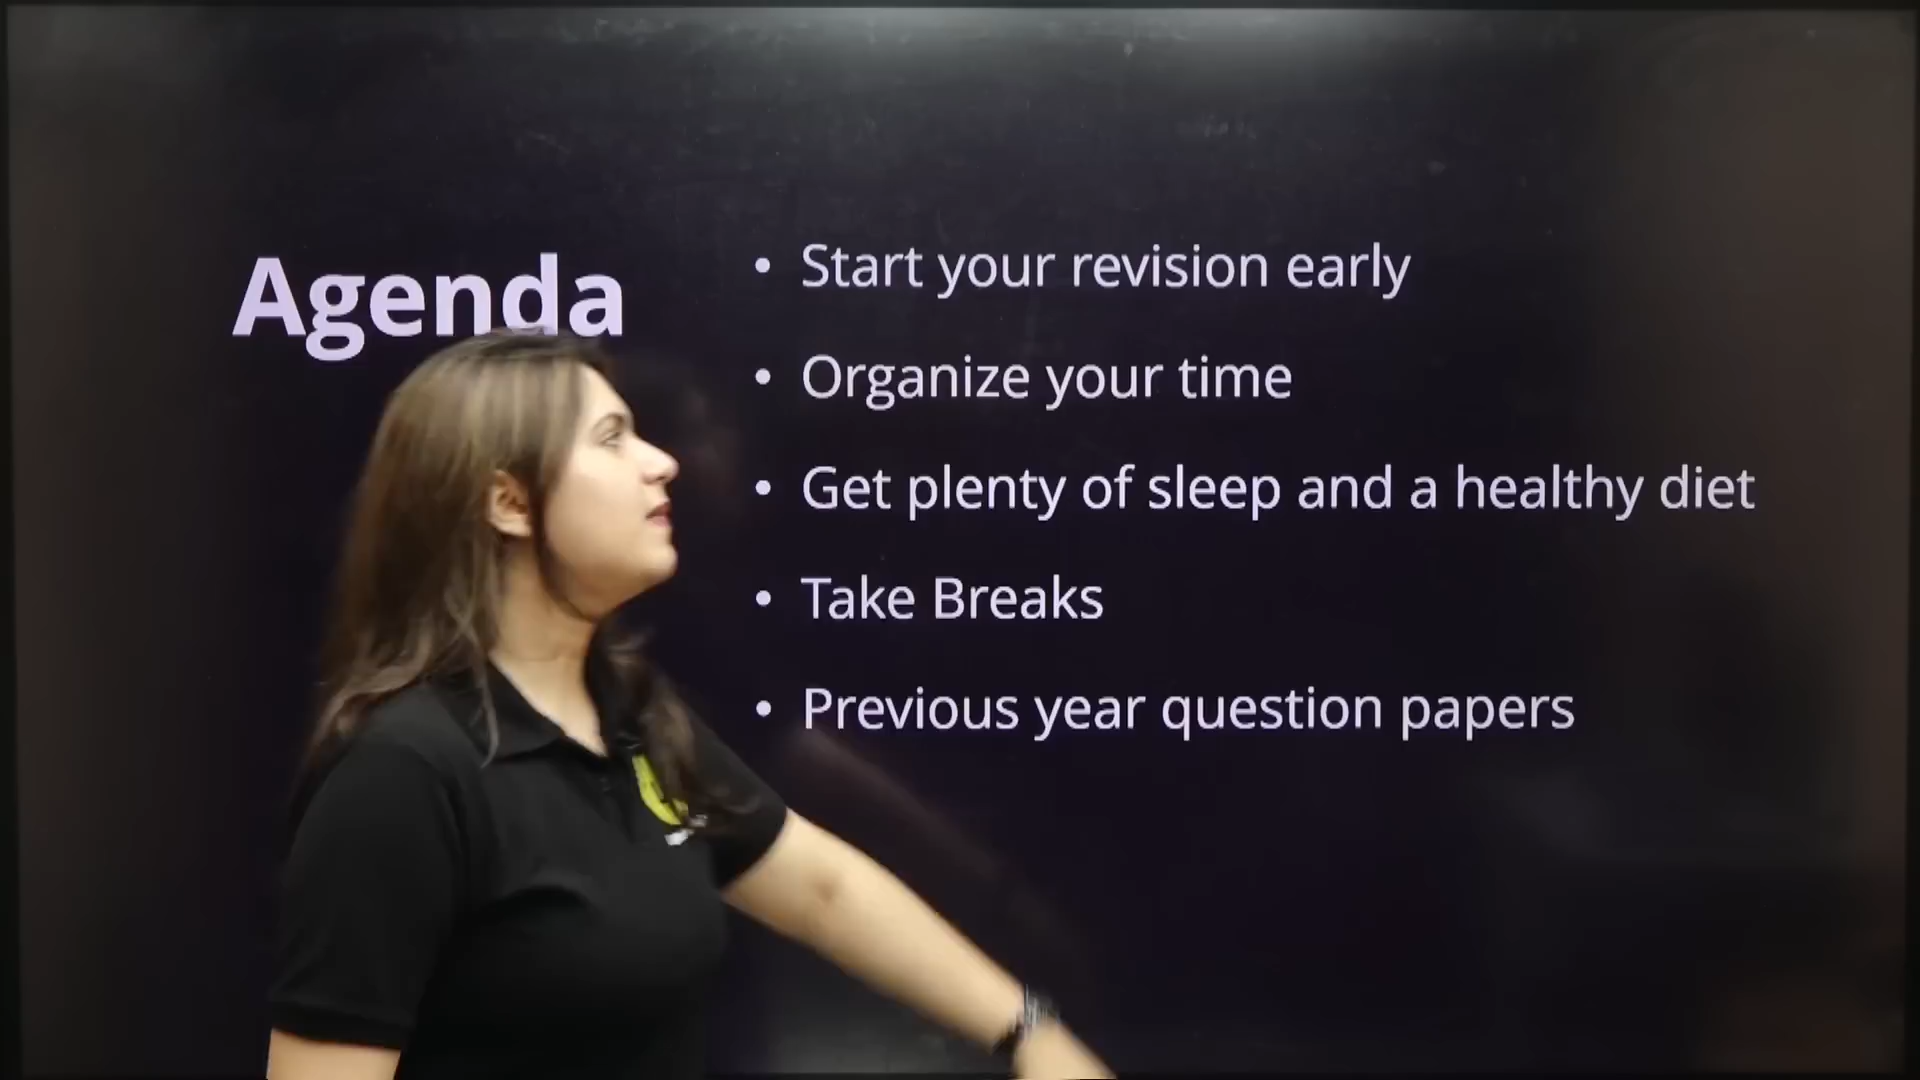 Agenda
• Start your revision early
• Organize your time
• Get plenty of sleep and a healthy diet
• Take Breaks
• Previous year question papers